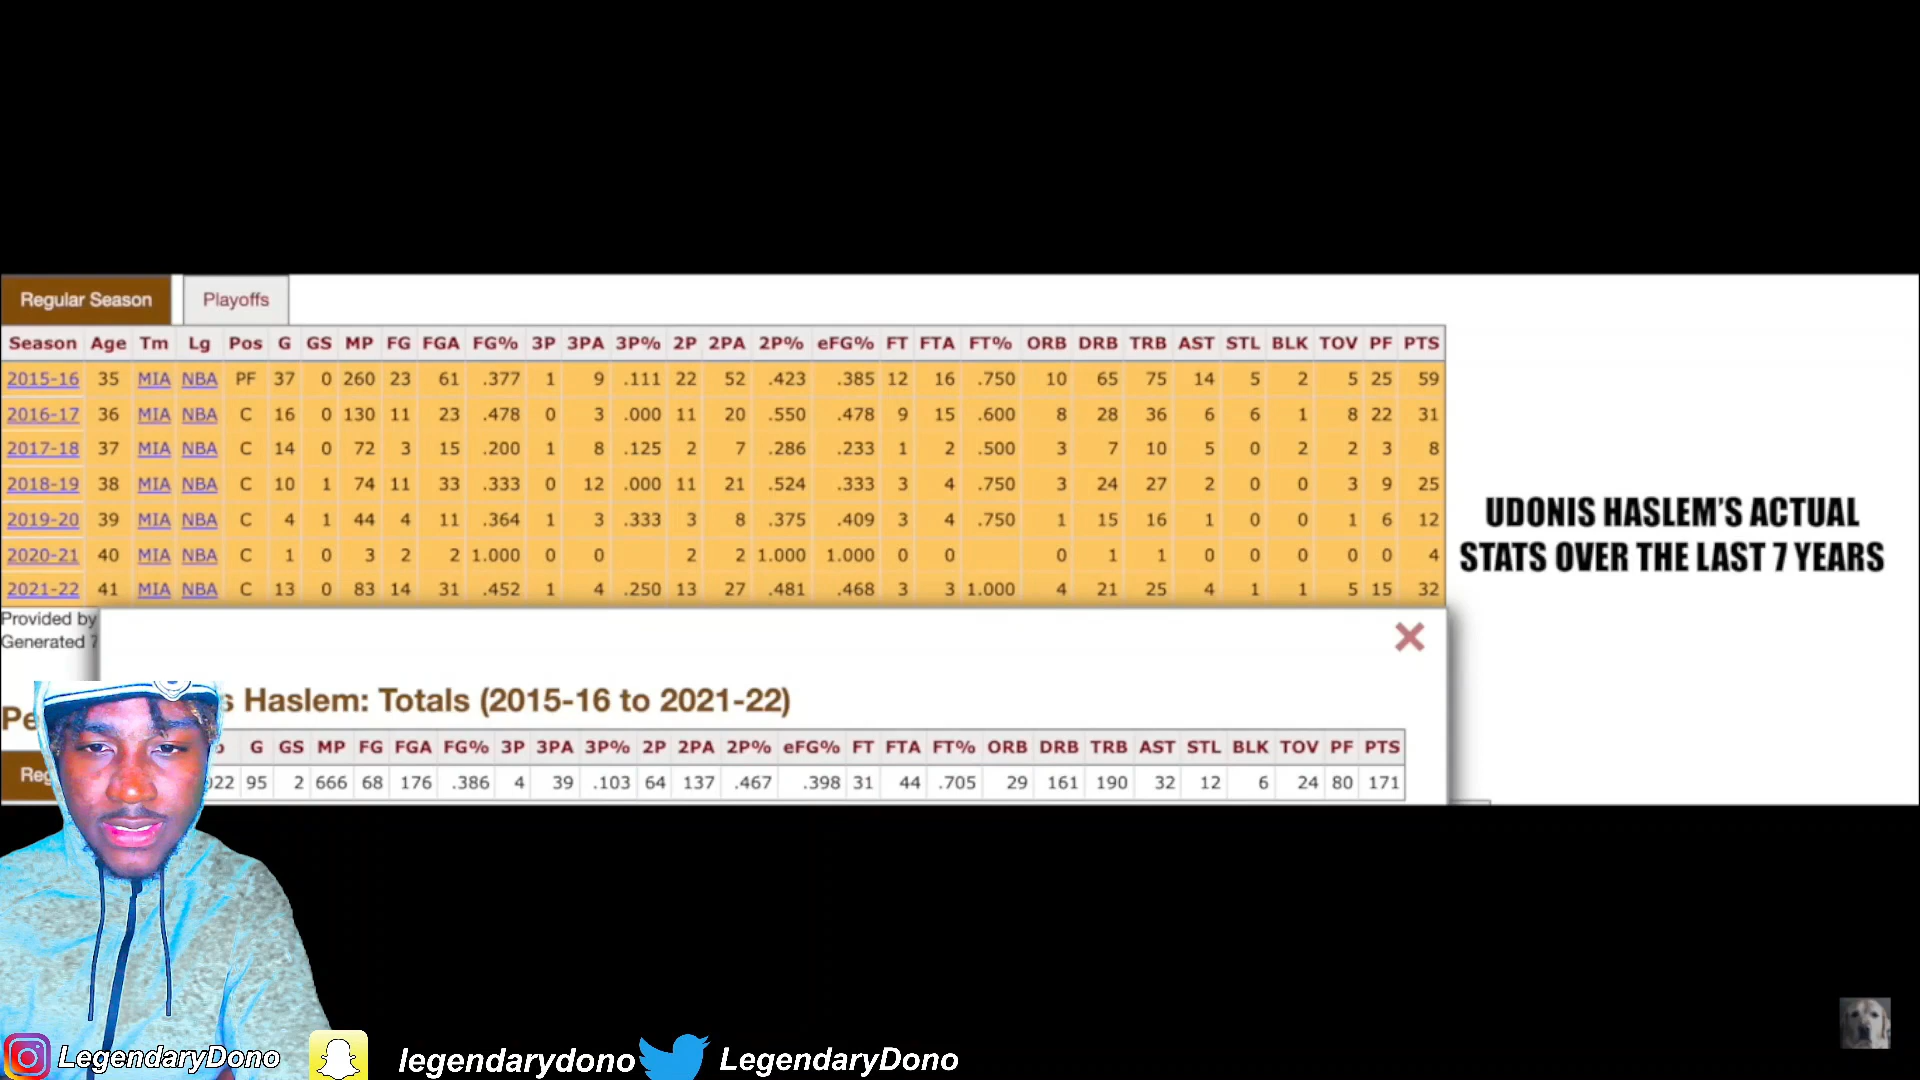 Regular Season Playoffs
Season Age Tm Lg Pos G GS MP FG FGA FG% 3P 3PA 3P% 2P 2PA 2P% eFG% FT FTA FT% ORB DRB TRB AST STL BLK TOV PF PTS
2015-16 35 MIA NBA PF 37 0 260 23 61 .377 1 9 .111 22 52 .423 .385 12 16 .750 10 65 75 14 5 2 5 25 59
2016-17 36 MIA NBA C 16 0 130 11 23 .478 0 3 .000 11 20 .550 .478 9 15 .600 8 28 36 6 6 1 8 22 31
2017-18 37 MIA NBA C 14 0 72 3 15 .200 1 8 .125 2 7 .286 .233 1 2 .500 3 7 10 5 0 2 2 3 8
2018-19 38 MIA NBA C 10 1 74 11 33 .333 0 12 .000 11 21 .524 .333 3 4 .750 3 24 27 2 0 0 3 9 25
2019-20 39 MIA NBA C 4 1 44 4 11 .364 1 3 .333 3 8 .375 .409 3 4 .750 1 15 16 1 0 0 1 6 12
2020-21 40 MIA NBA C 1 0 3 2 2 1.000 0 0 2 2 1.000 1.000 0 0 0 1 1 0 0 0 0 0 4
2021-22 41 MIA NBA C 13 0 83 14 31 .452 1 4 .250 13 27 .481 .468 3 3 1.000 4 21 25 4 1 1 5 15 32
UDONIS HASLEM'S ACTUAL
STATS OVER THE LAST 7 YEARS
Provided by
Generated
s Haslem: Totals (2015-16 to 2021-22)
Pe
G GS MP FG FGA FG% 3P 3PA 3P% 2P 2PA 2P% eFG% FT FTA FT% ORB DRB TRB AST STL BLK TOV PF PTS
Reg
022 95 2 666 68 176 .386 4 39 .103 64 137 .467 .398 31 44 .705 29 161 190 32 12 6 24 80 171
LegendaryDono legendarydono LegendaryDono